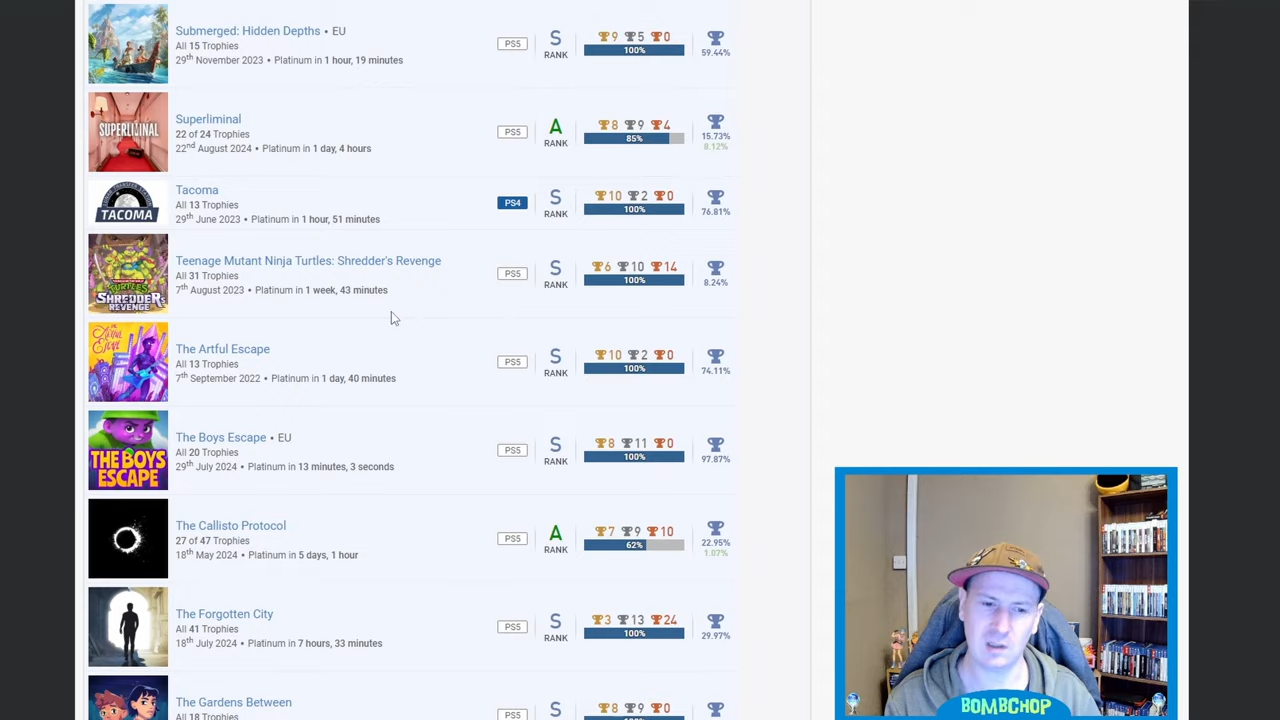 Submerged: Hidden Depths • EU
All 15 Trophies
29th November 2023 • Platinum in 1 hour, 19 minutes
PS5
S
RANK
9 5 0
100%
59.44%
SUPERLIMINAL
Superliminal
22 of 24 Trophies
22nd August 2024 • Platinum in 1 day, 4 hours
PS5
A
RANK
8 9 4
85%
15.73%
8.12%
TACOMA
Tacoma
All 13 Trophies
29th June 2023 • Platinum in 1 hour, 51 minutes
PS4
S
RANK
10 2 0
100%
76.81%
TURTLES
SHREDDER'S
REVENGE
Teenage Mutant Ninja Turtles: Shredder's Revenge
All 31 Trophies
7th August 2023 • Platinum in 1 week, 43 minutes
PS5
S
RANK
6 10 14
100%
8.24%
The Artful Escape
The Artful Escape
All 13 Trophies
7th September 2022 • Platinum in 1 day, 40 minutes
PS5
S
RANK
10 2 0
100%
74.11%
THE BOYS
ESCAPE
The Boys Escape • EU
All 20 Trophies
29th July 2024 • Platinum in 13 minutes, 3 seconds
PS5
S
RANK
8 11 0
100%
97.87%
The Callisto Protocol
27 of 47 Trophies
18th May 2024 • Platinum in 5 days, 1 hour
PS5
A
RANK
7 9 10
62%
22.95%
1.07%
The Forgotten City
All 41 Trophies
18th July 2024 • Platinum in 7 hours, 33 minutes
PS5
S
RANK
3 13 24
100%
29.97%
The Gardens Between
All 18 Trophies
PS5
S
8 9 0
100%
BOMBCHOP